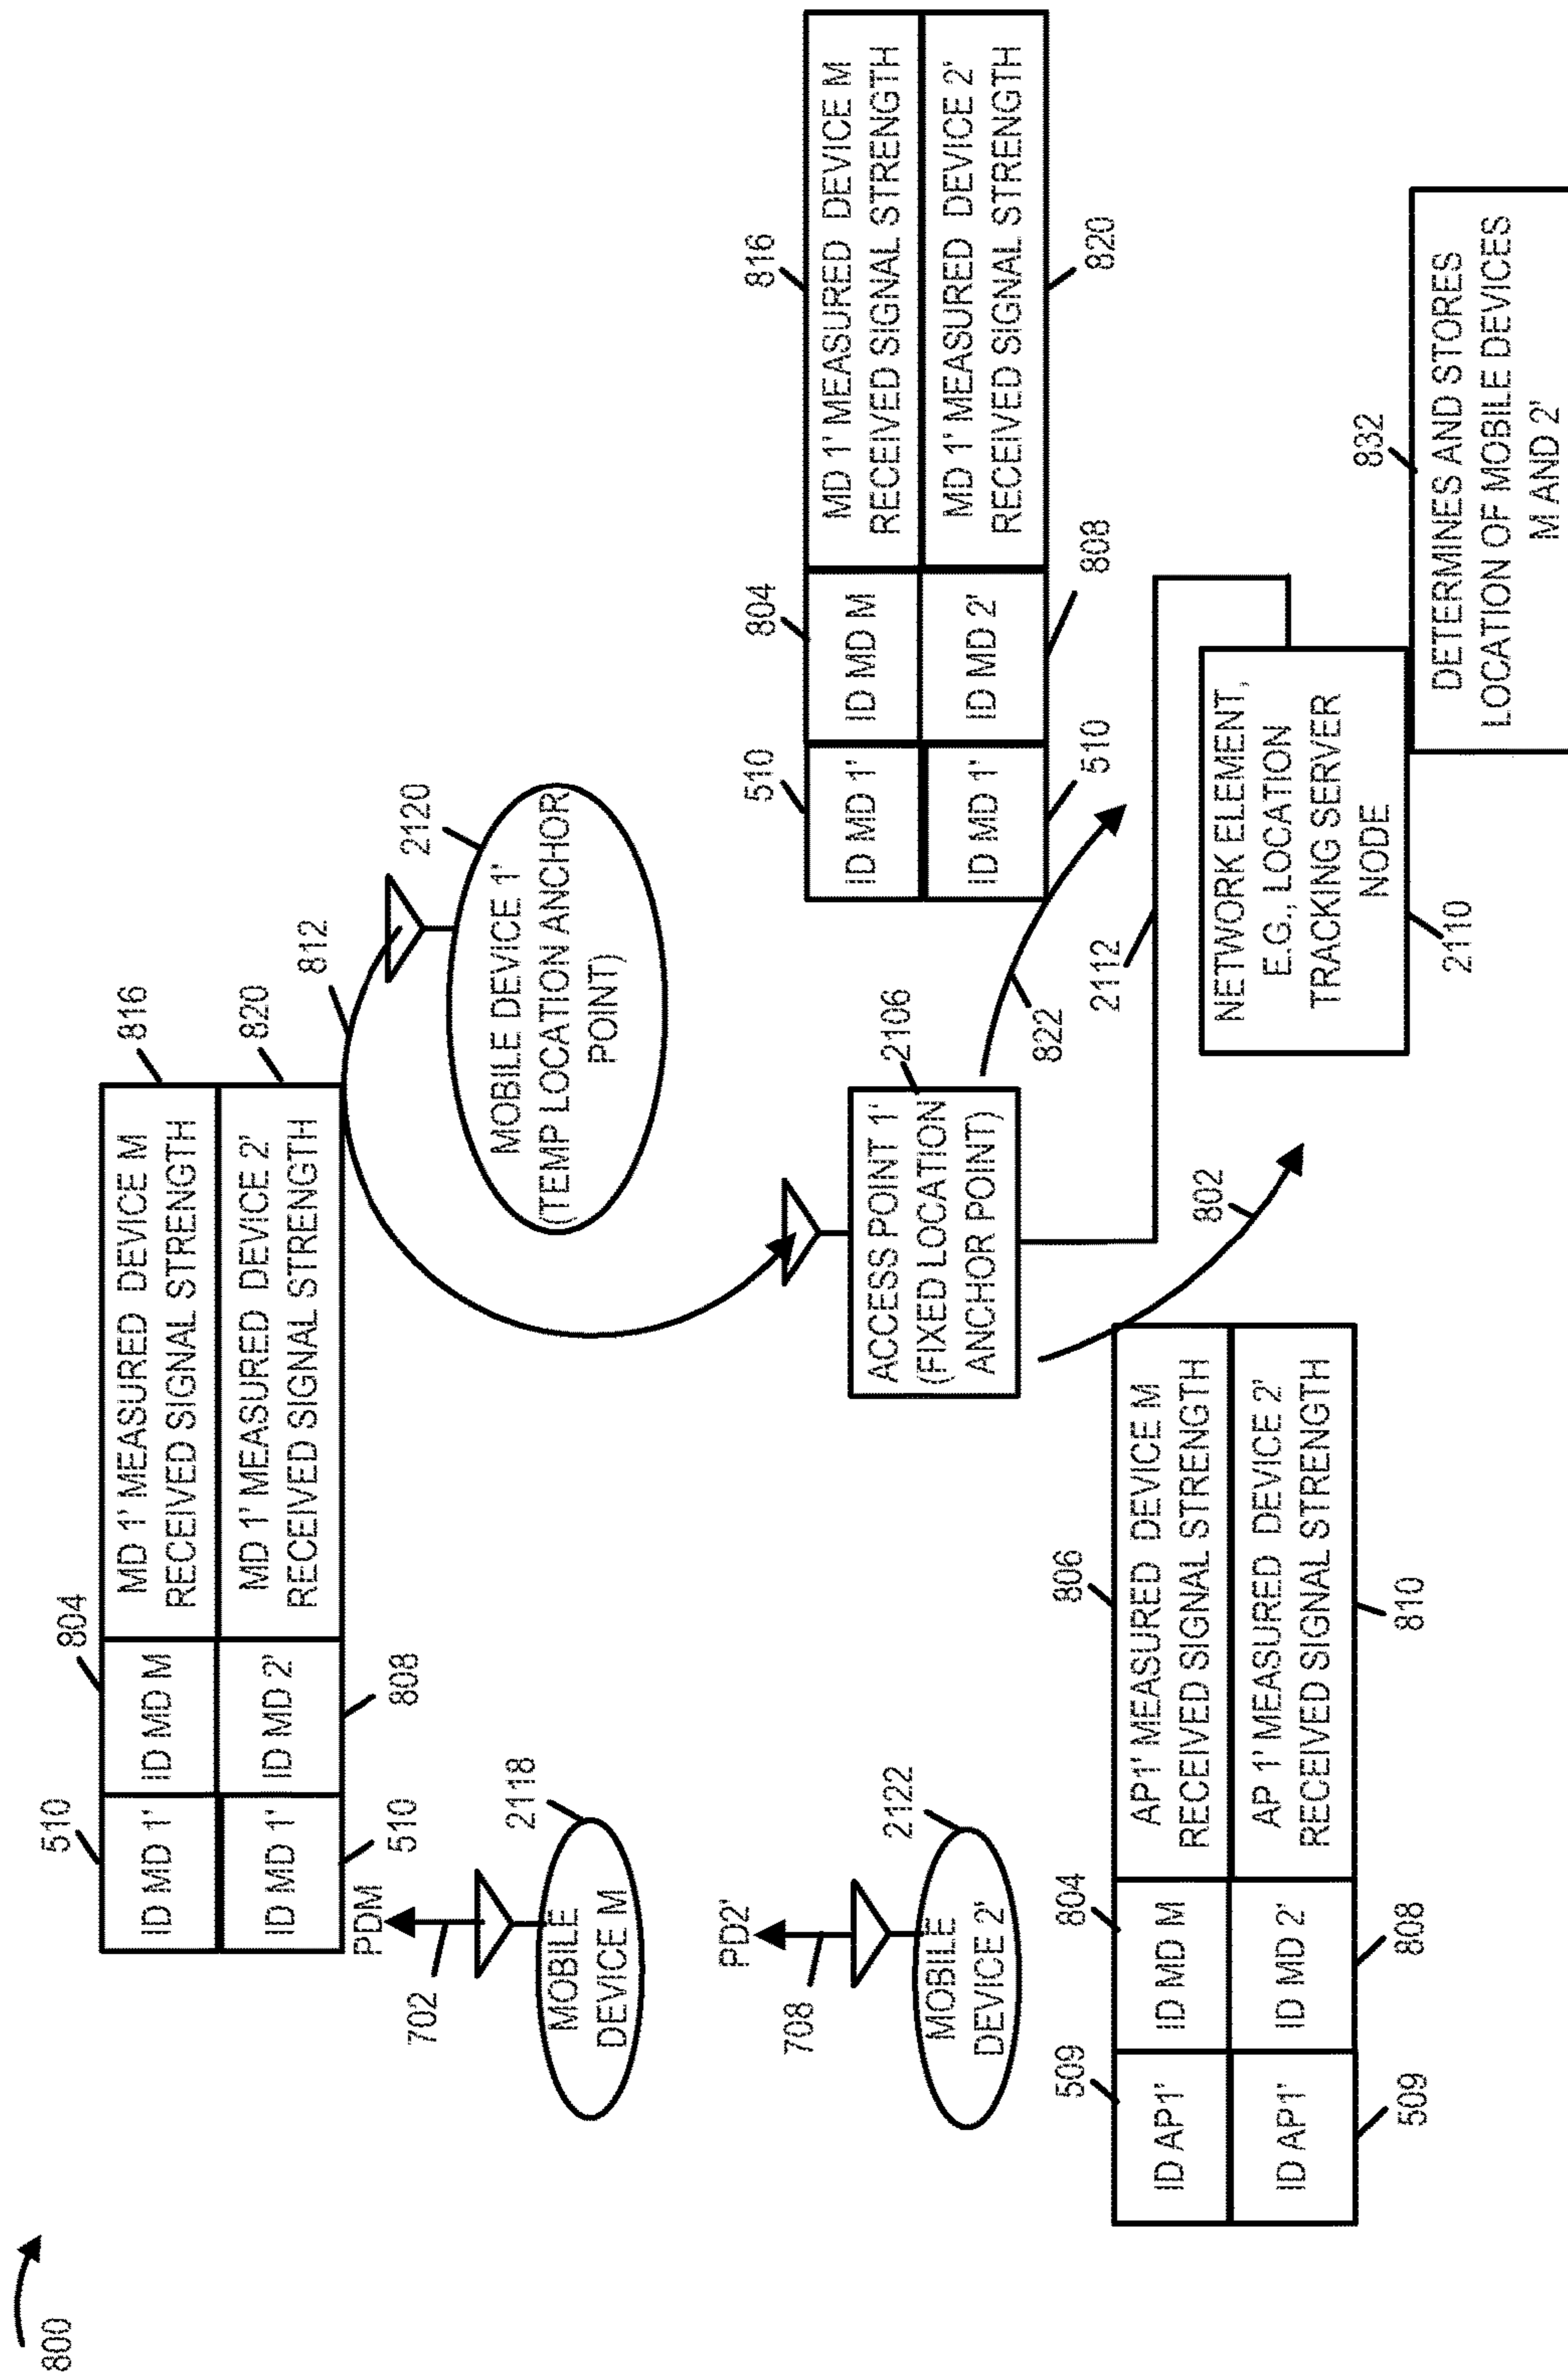 800
510
804
ID MD 1'
ID MD M
MD 1' MEASURED DEVICE M
RECEIVED SIGNAL STRENGTH
816
ID MD 1'
ID MD 2'
MD 1' MEASURED DEVICE 2'
RECEIVED SIGNAL STRENGTH
820
510
808
812
PDM
702
MOBILE
DEVICE M
2118
2120
MOBILE DEVICE 1'
(TEMP LOCATION ANCHOR
POINT)
PD2'
708
MOBILE
DEVICE 2'
2122
ACCESS POINT 1'
(FIXED LOCATION
ANCHOR POINT)
2106
510
804
816
ID MD 1'
ID MD M
MD 1' MEASURED DEVICE M
RECEIVED SIGNAL STRENGTH
ID MD 1'
ID MD 2'
MD 1' MEASURED DEVICE 2'
RECEIVED SIGNAL STRENGTH
510
808
820
822
2112
802
509
804
806
ID AP1'
ID MD M
AP1' MEASURED DEVICE M
RECEIVED SIGNAL STRENGTH
ID AP1'
ID MD 2'
AP 1' MEASURED DEVICE 2'
RECEIVED SIGNAL STRENGTH
509
808
810
NETWORK ELEMENT,
E.G., LOCATION
TRACKING SERVER
NODE
2110
832
DETERMINES AND STORES
LOCATION OF MOBILE DEVICES
M AND 2'